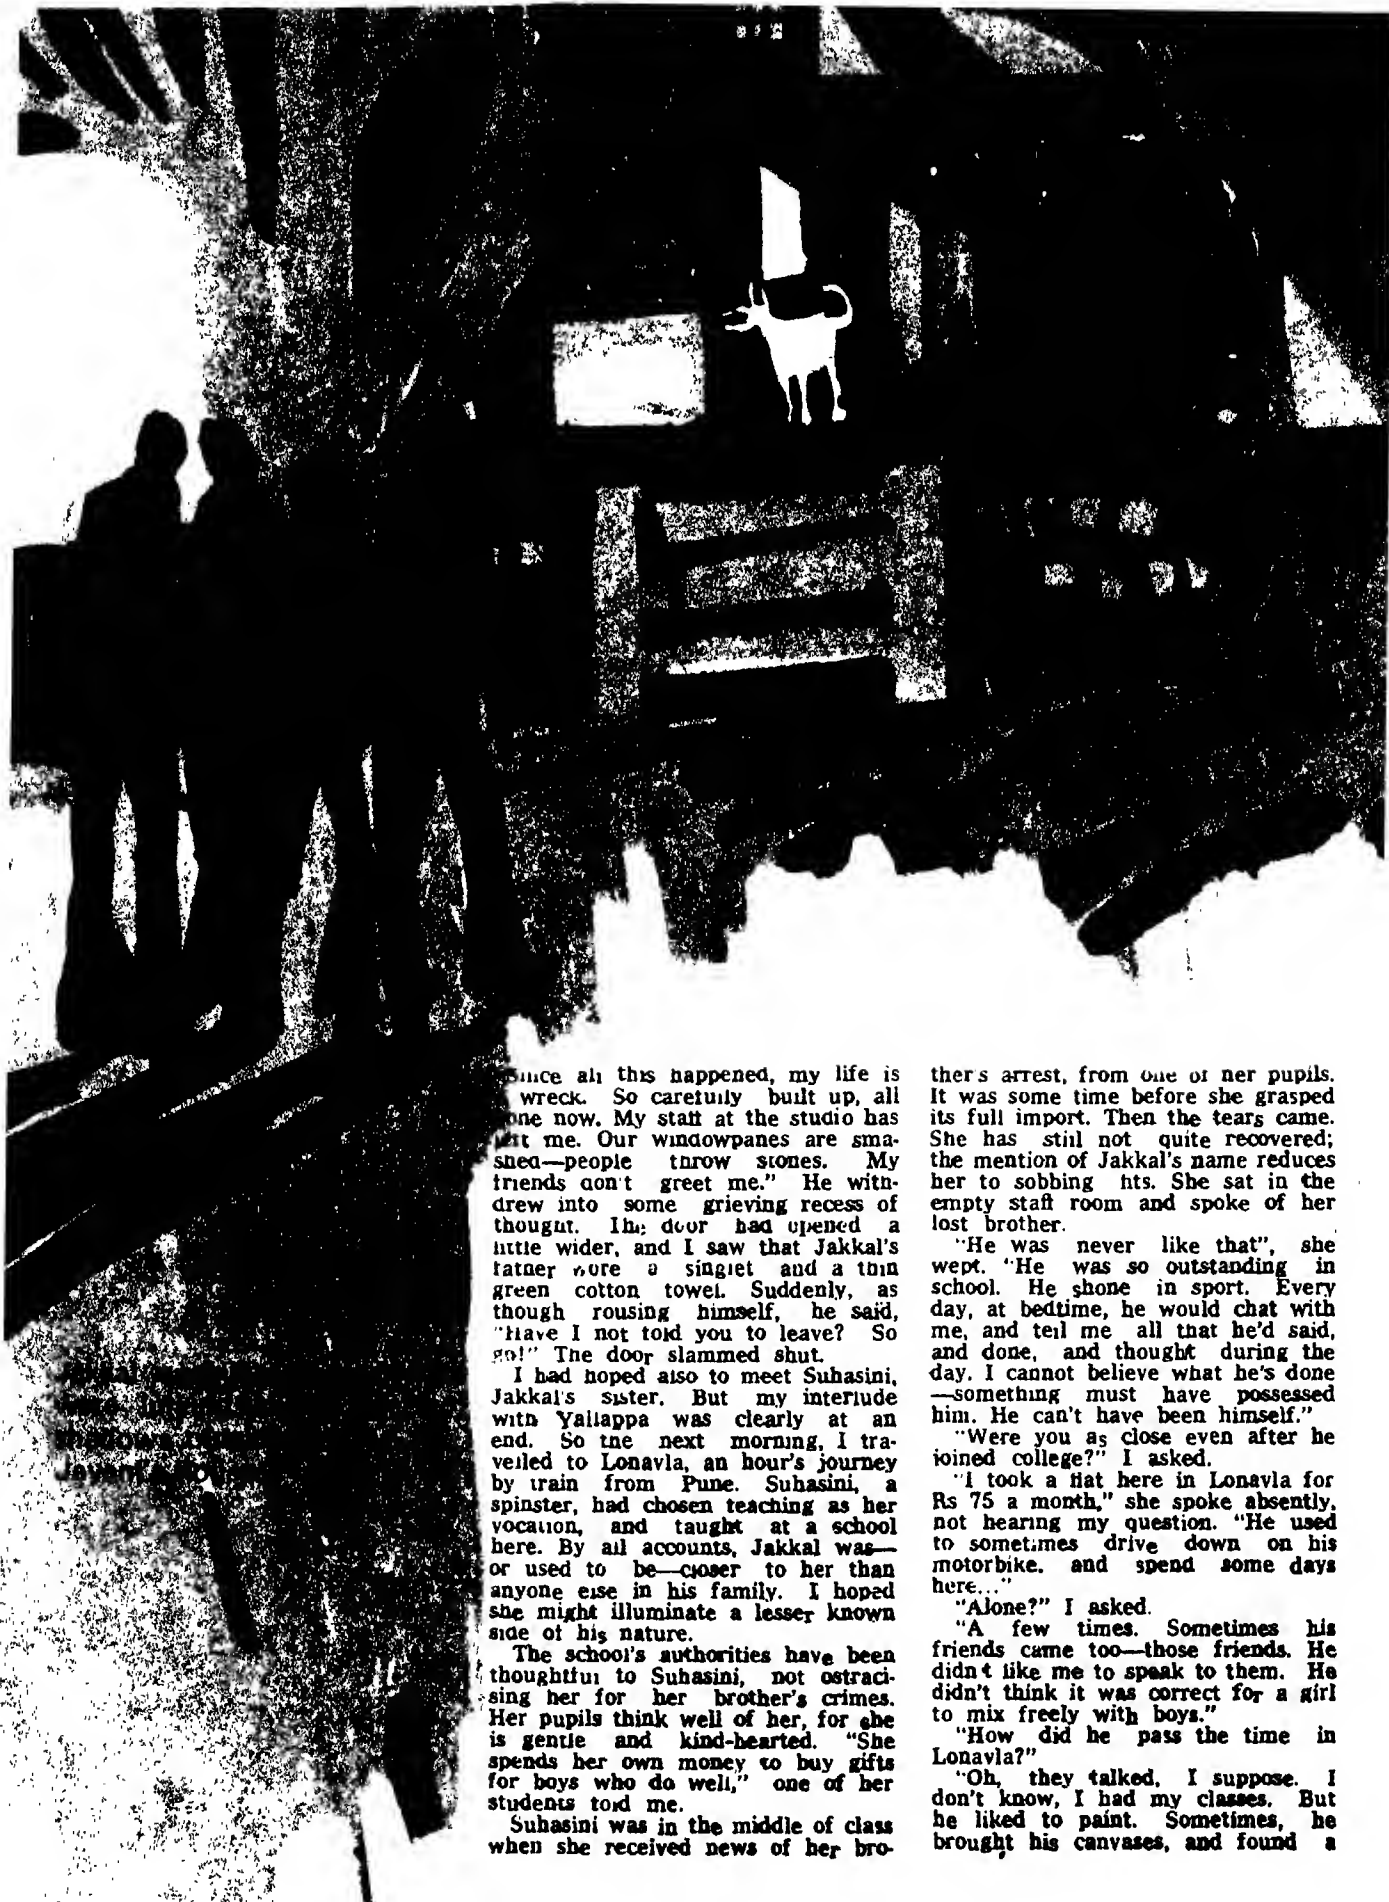 all this happened, my life is
wreck. So carefully built up, all
now. My staff at the studio has
me. Our windowpanes are sma-
shed—people throw stones. My
friends don't greet me." He with-
drew into some grieving recess of
thought. The door had opened a
little wider, and I saw that Jakkal's
father wore a singlet and a thin
green cotton towel. Suddenly, as
though rousing himself, he said,
"Have I not told you to leave? So
go!" The door slammed shut.
I had hoped also to meet Suhasini,
Jakkal's sister. But my interlude
with Yallappa was clearly at an
end. So the next morning, I tra-
velled to Lonavla, an hour's journey
by train from Pune. Suhasini, a
spinster, had chosen teaching as her
vocation, and taught at a school
here. By all accounts, Jakkal was—
or used to be—closer to her than
anyone else in his family. I hoped
she might illuminate a lesser known
side of his nature.
The school's authorities have been
thoughtful to Suhasini, not ostraci-
sing her for her brother's crimes.
Her pupils think well of her, for she
is gentle and kind-hearted. "She
spends her own money to buy gifts
for boys who do well," one of her
students told me.
Suhasini was in the middle of class
when she received news of her bro-
ther's arrest, from one of her pupils.
It was some time before she grasped
its full import. Then the tears came.
She has still not quite recovered;
the mention of Jakkal's name reduces
her to sobbing fits. She sat in the
empty staff room and spoke of her
lost brother.
"He was never like that", she
wept. "He was so outstanding in
school. He shone in sport. Every
day, at bedtime, he would chat with
me, and tell me all that he'd said,
and done, and thought during the
day. I cannot believe what he's done
—something must have possessed
him. He can't have been himself."
"Were you as close even after he
joined college?" I asked.
"I took a flat here in Lonavla for
Rs 75 a month," she spoke absently,
not hearing my question. "He used
to sometimes drive down on his
motorbike, and spend some days
here..."
"Alone?" I asked.
"A few times. Sometimes his
friends came too—those friends. He
didn't like me to speak to them. He
didn't think it was correct for a girl
to mix freely with boys."
"How did he pass the time in
Lonavla?"
"Oh, they talked, I suppose. I
don't know, I had my classes. But
he liked to paint. Sometimes, he
brought his canvases, and found a